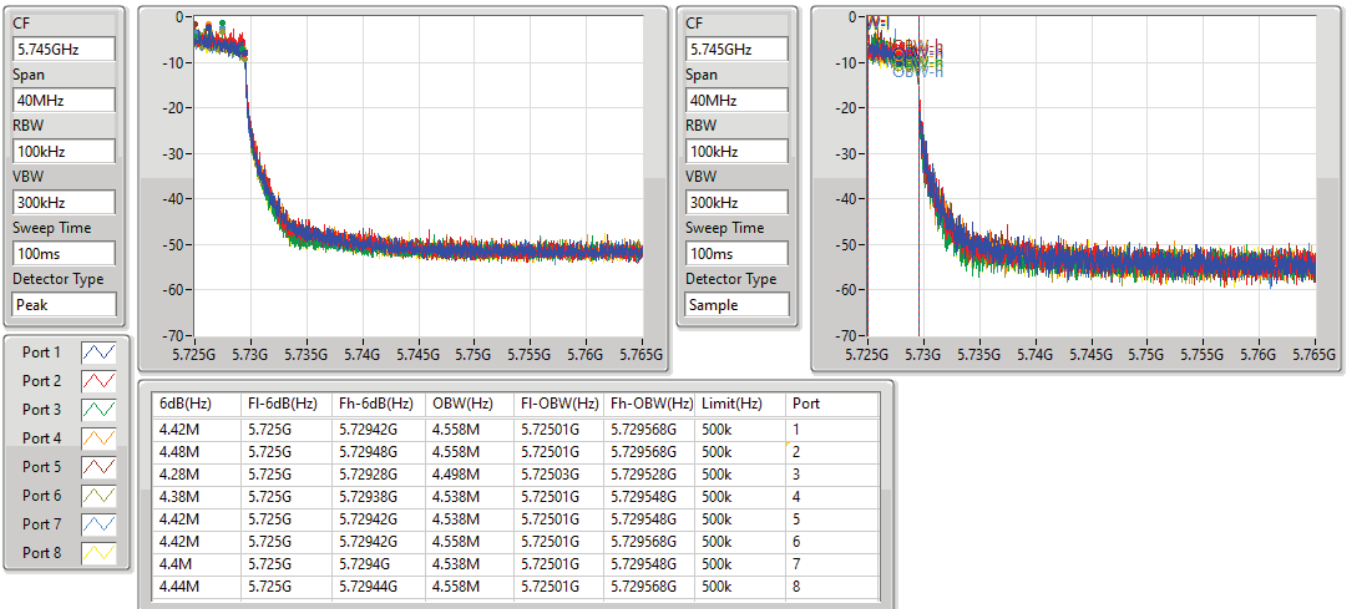 CF
5.745GHz
Span
40MHz
RBW
100kHz
VBW
300kHz
Sweep Time
100ms
Detector Type
Peak
0
-10
-20
-30
-40
-50
-60
-70
5.725G 5.73G 5.735G 5.74G 5.745G 5.75G 5.755G 5.76G 5.765G
CF
5.745GHz
Span
40MHz
RBW
100kHz
VBW
300kHz
Sweep Time
100ms
Detector Type
Sample
0
-10
-20
-30
-40
-50
-60
-70
OBW-h
OBW-h
5.725G 5.73G 5.735G 5.74G 5.745G 5.75G 5.755G 5.76G 5.765G
Port 1
Port 2
Port 3
Port 4
Port 5
Port 6
Port 7
Port 8
6dB(Hz) Fl-6dB(Hz) Fh-6dB(Hz) OBW(Hz) Fl-OBW(Hz) Fh-OBW(Hz) Limit(Hz) Port
4.42M 5.725G 5.72942G 4.558M 5.72501G 5.729568G 500k 1
4.48M 5.725G 5.72948G 4.558M 5.72501G 5.729568G 500k 2
4.28M 5.725G 5.72928G 4.498M 5.72503G 5.729528G 500k 3
4.38M 5.725G 5.72938G 4.538M 5.72501G 5.729548G 500k 4
4.42M 5.725G 5.72942G 4.538M 5.72501G 5.729548G 500k 5
4.42M 5.725G 5.72942G 4.558M 5.72501G 5.729568G 500k 6
4.4M 5.725G 5.7294G 4.538M 5.72501G 5.729548G 500k 7
4.44M 5.725G 5.72944G 4.558M 5.72501G 5.729568G 500k 8